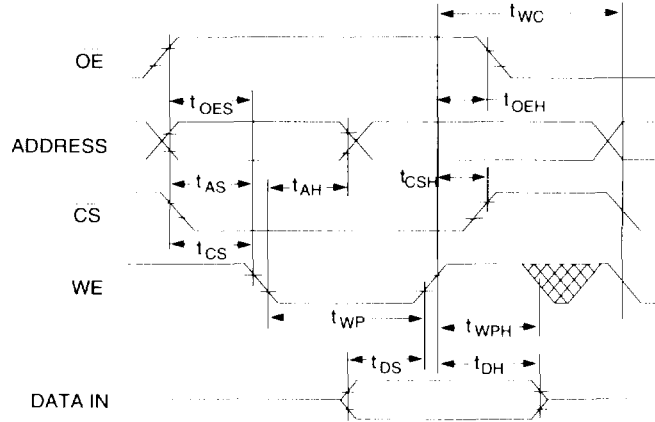 tWC
OE
tOES
tOEH
ADDRESS
tAS
tAH
tCSH
CS
tCS
WE
tWP
tWPH
tDS
tDH
DATA IN